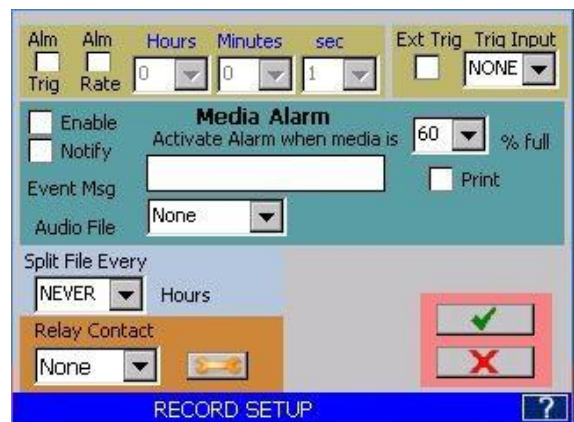 Alm Alm Hours Minutes sec Ext Trig Trig Input
0 0 1 NONE
Trig Rate
Enable Media Alarm
Notify Activate Alarm when media is 60 % full
Event Msg Print
Audio File None
Split File Every
NEVER Hours
Relay Contact
None
RECORD SETUP ?